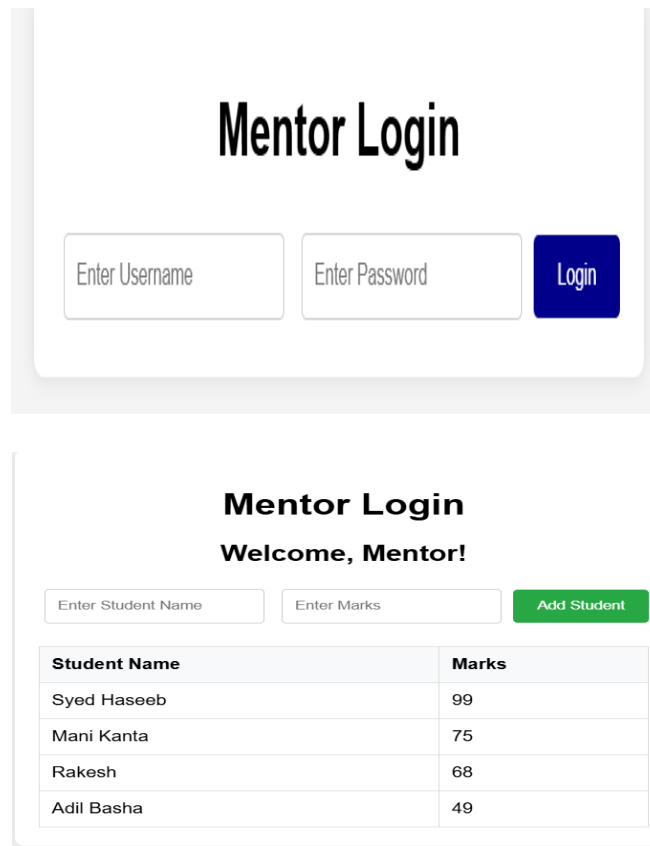 Mentor Login
Enter Username Enter Password Login
Mentor Login
Welcome, Mentor!
Enter Student Name Enter Marks Add Student
Student Name Marks
Syed Haseeb 99
Mani Kanta 75
Rakesh 68
Adil Basha 49